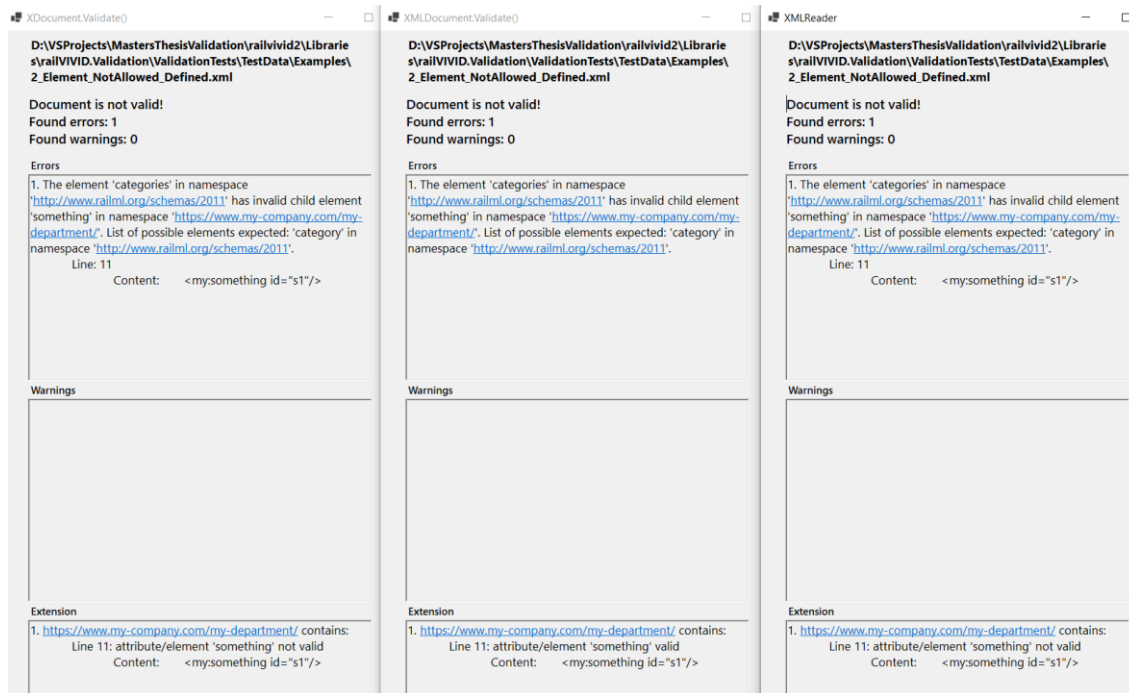 XDocument.Validate()
D:\VSProjects\MastersThesisValidation\railvivid2\Librarie
s\railVIVID.Validation\ValidationTests\TestData\Examples\
2_Element_NotAllowed_Defined.xml
Document is not valid!
Found errors: 1
Found warnings: 0
Errors
1. The element 'categories' in namespace
'http://www.railml.org/schemas/2011' has invalid child element
'something' in namespace 'https://www.my-company.com/my-
department/'. List of possible elements expected: 'category' in
namespace 'http://www.railml.org/schemas/2011'.
Line: 11
Content: <my:something id="s1"/>
Warnings
Extension
1. https://www.my-company.com/my-department/ contains:
Line 11: attribute/element 'something' not valid
Content: <my:something id="s1"/>
XMLDocument.Validate()
D:\VSProjects\MastersThesisValidation\railvivid2\Librarie
s\railVIVID.Validation\ValidationTests\TestData\Examples\
2_Element_NotAllowed_Defined.xml
Document is not valid!
Found errors: 1
Found warnings: 0
Errors
1. The element 'categories' in namespace
'http://www.railml.org/schemas/2011' has invalid child element
'something' in namespace 'https://www.my-company.com/my-
department/'. List of possible elements expected: 'category' in
namespace 'http://www.railml.org/schemas/2011'.
Warnings
Extension
1. https://www.my-company.com/my-department/ contains:
Line 11: attribute/element 'something' valid
Content: <my:something id="s1"/>
XMLReader
D:\VSProjects\MastersThesisValidation\railvivid2\Librarie
s\railVIVID.Validation\ValidationTests\TestData\Examples\
2_Element_NotAllowed_Defined.xml
Document is not valid!
Found errors: 1
Found warnings: 0
Errors
1. The element 'categories' in namespace
'http://www.railml.org/schemas/2011' has invalid child element
'something' in namespace 'https://www.my-company.com/my-
department/'. List of possible elements expected: 'category' in
namespace 'http://www.railml.org/schemas/2011'.
Line: 11
Content: <my:something id="s1"/>
Warnings
Extension
1. https://www.my-company.com/my-department/ contains:
Line 11: attribute/element 'something' not valid
Content: <my:something id="s1"/>